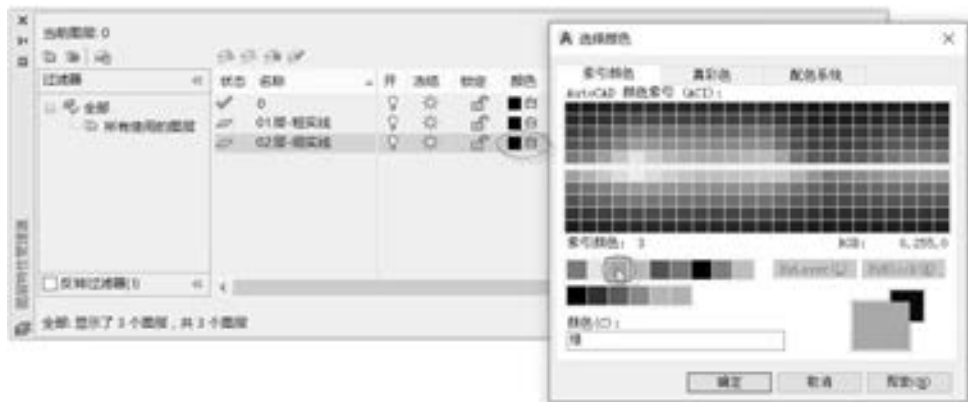 当前图层: 0
过滤器
状态 名称 开 冻结 锁定 颜色
全部
所有使用的图层
0 白
01层-粗实线 白
02层-细实线 白
反转过滤器(I)
全部: 显示了 3 个图层，共 3 个图层
图层特性管理器
选择颜色
索引颜色 真彩色 配色系统
AutoCAD 颜色索引 (ACI):
索引颜色: 3 RGB: 0,255,0
ByLayer(L) ByBlock(K)
颜色(C):
绿
确定 取消 帮助(H)